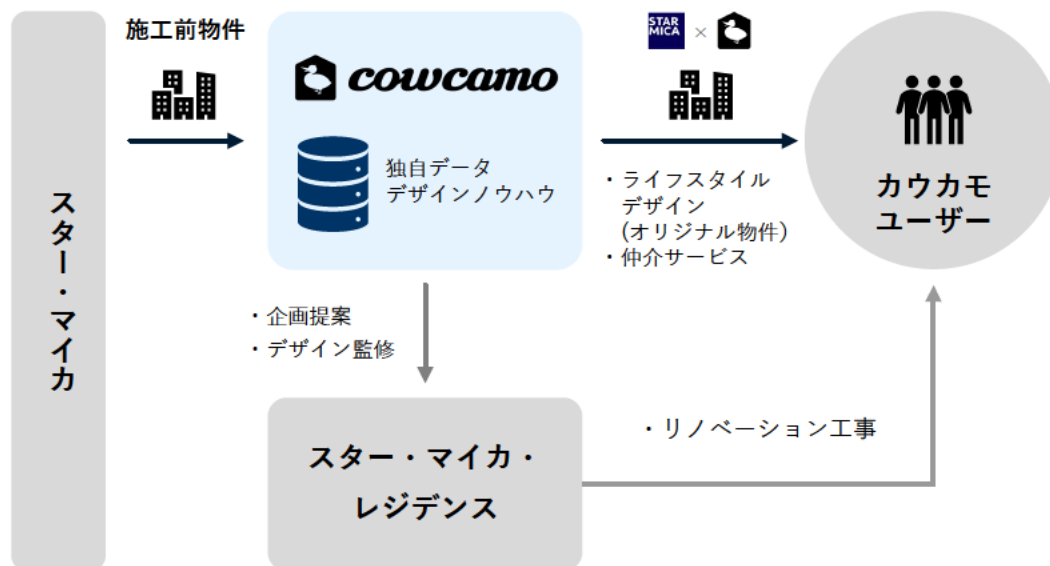 施工前物件
スター・マイカ
cowcamo
独自データ
デザインノウハウ
STAR
MICA
×
・ライフスタイル
デザイン
(オリジナル物件)
・仲介サービス
カウカモ
ユーザー
・企画提案
・デザイン監修
スター・マイカ・
レジデンス
・リノベーション工事